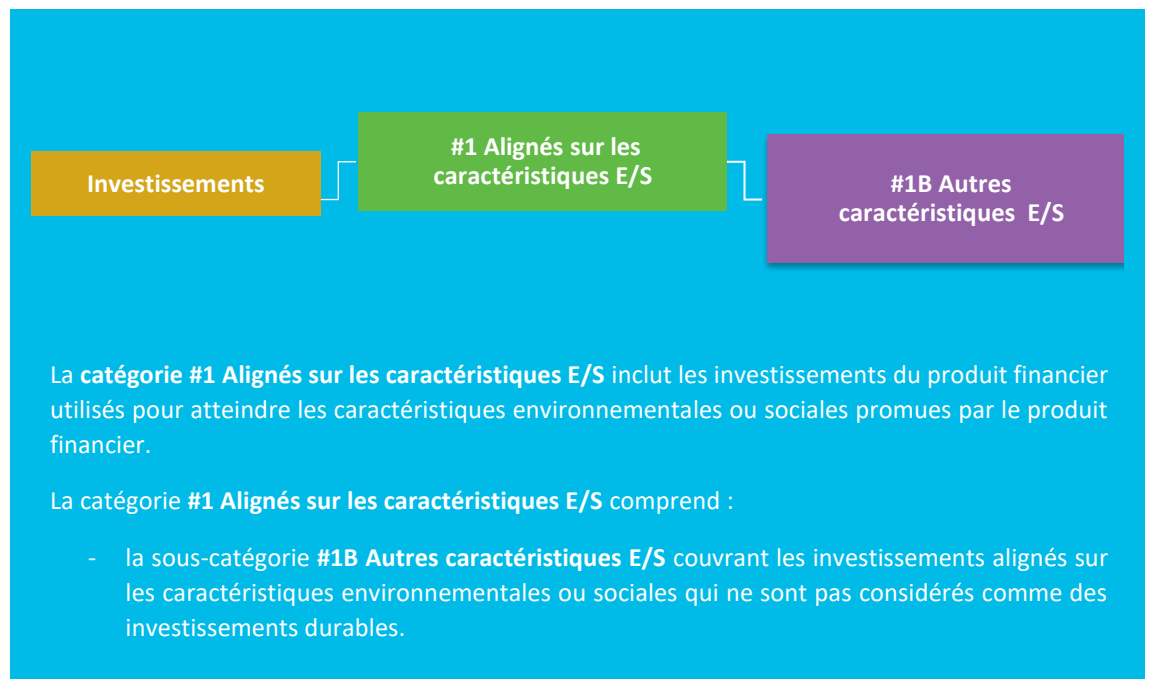 Investissements
#1 Alignés sur les
caractéristiques E/S
#1B Autres
caractéristiques E/S
La catégorie #1 Alignés sur les caractéristiques E/S inclut les investissements du produit financier
utilisés pour atteindre les caractéristiques environnementales ou sociales promues par le produit
financier.
La catégorie #1 Alignés sur les caractéristiques E/S comprend :
- la sous-catégorie #1B Autres caractéristiques E/S couvrant les investissements alignés sur
les caractéristiques environnementales ou sociales qui ne sont pas considérés comme des
investissements durables.